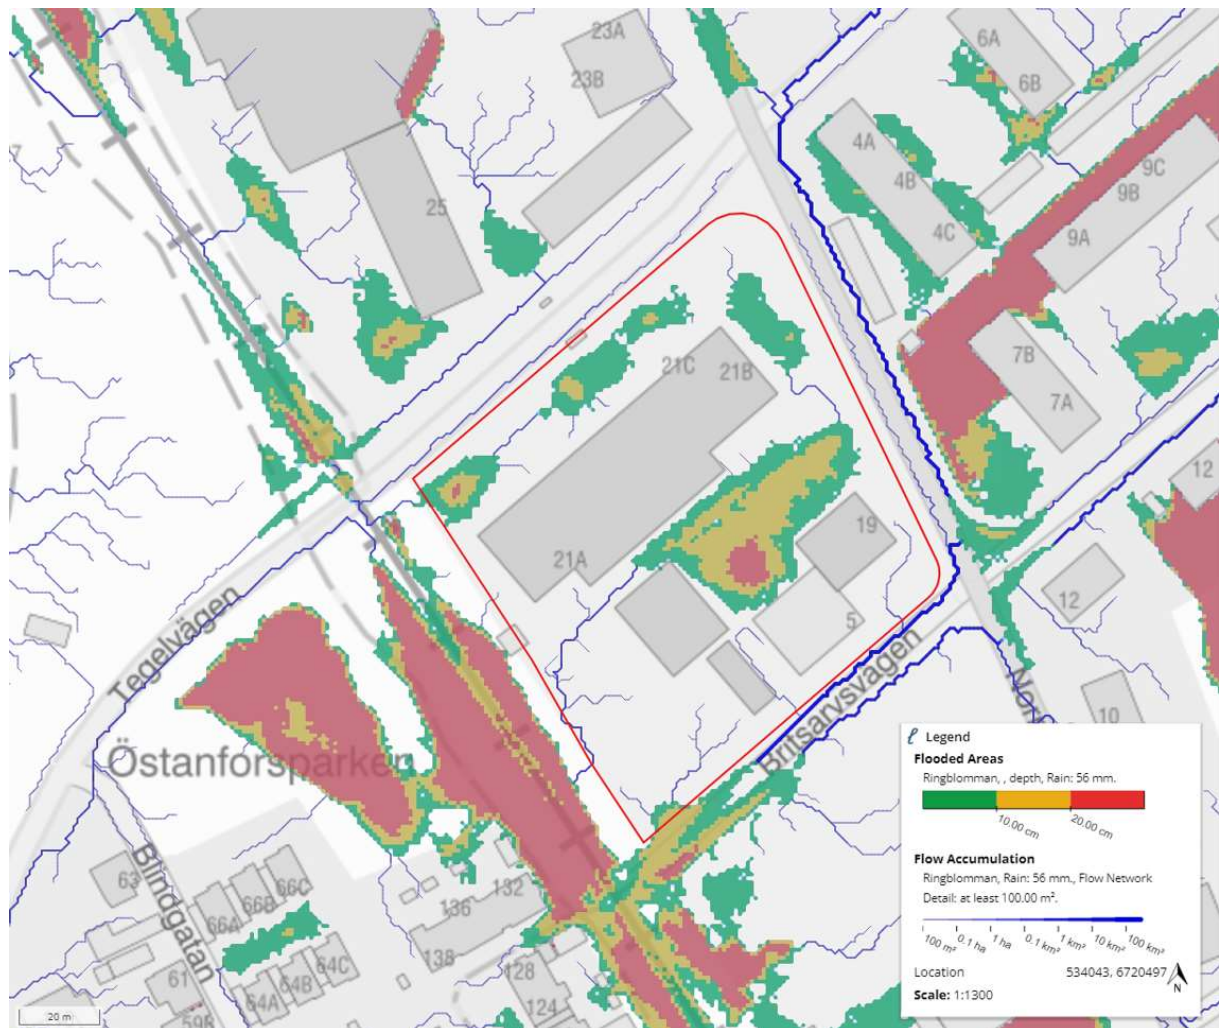 23A
6A
23B
6B
4A
9C
4B
9B
25
4C
9A
7B
21C
21B
7A
12
19
21A
12
5
Tegelvägen
Britsarvsvägen
Nor
10
Östanforsparken
Blindgatan
63
66C
66B
66A
132
136
138
128
124
61
64C
64B
64A
59B
20 m
Legend
Flooded Areas
Ringblomman, , depth, Rain: 56 mm.
10.00 cm
20.00 cm
Flow Accumulation
Ringblomman, Rain: 56 mm., Flow Network
Detail: at least 100.00 m².
100 m²
0.1 ha
1 ha
0.1 km²
1 km²
10 km²
100 km²
Location 534043, 6720497
N
Scale: 1:1300